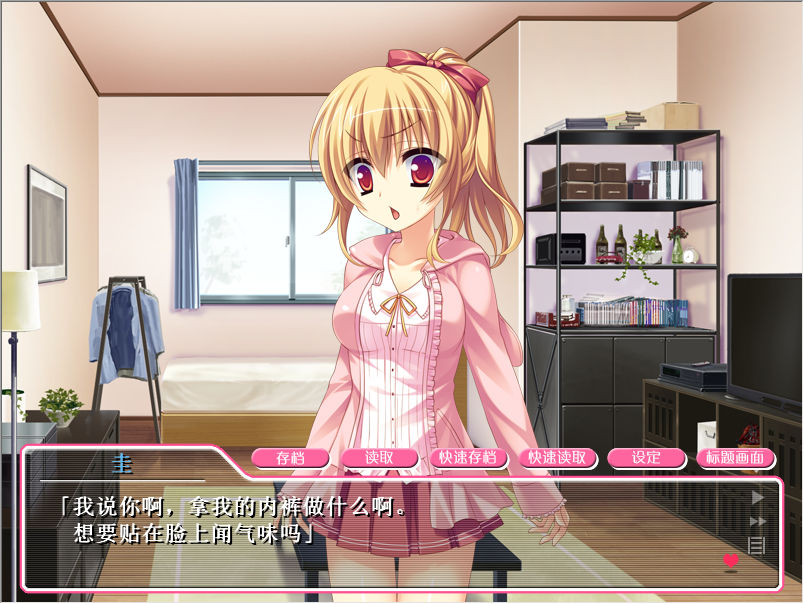 存档 读取 快速存档 快速读取 设定 标题画面
圭
「我说你啊，拿我的内裤做什么啊。
想要贴在脸上闻气味吗」